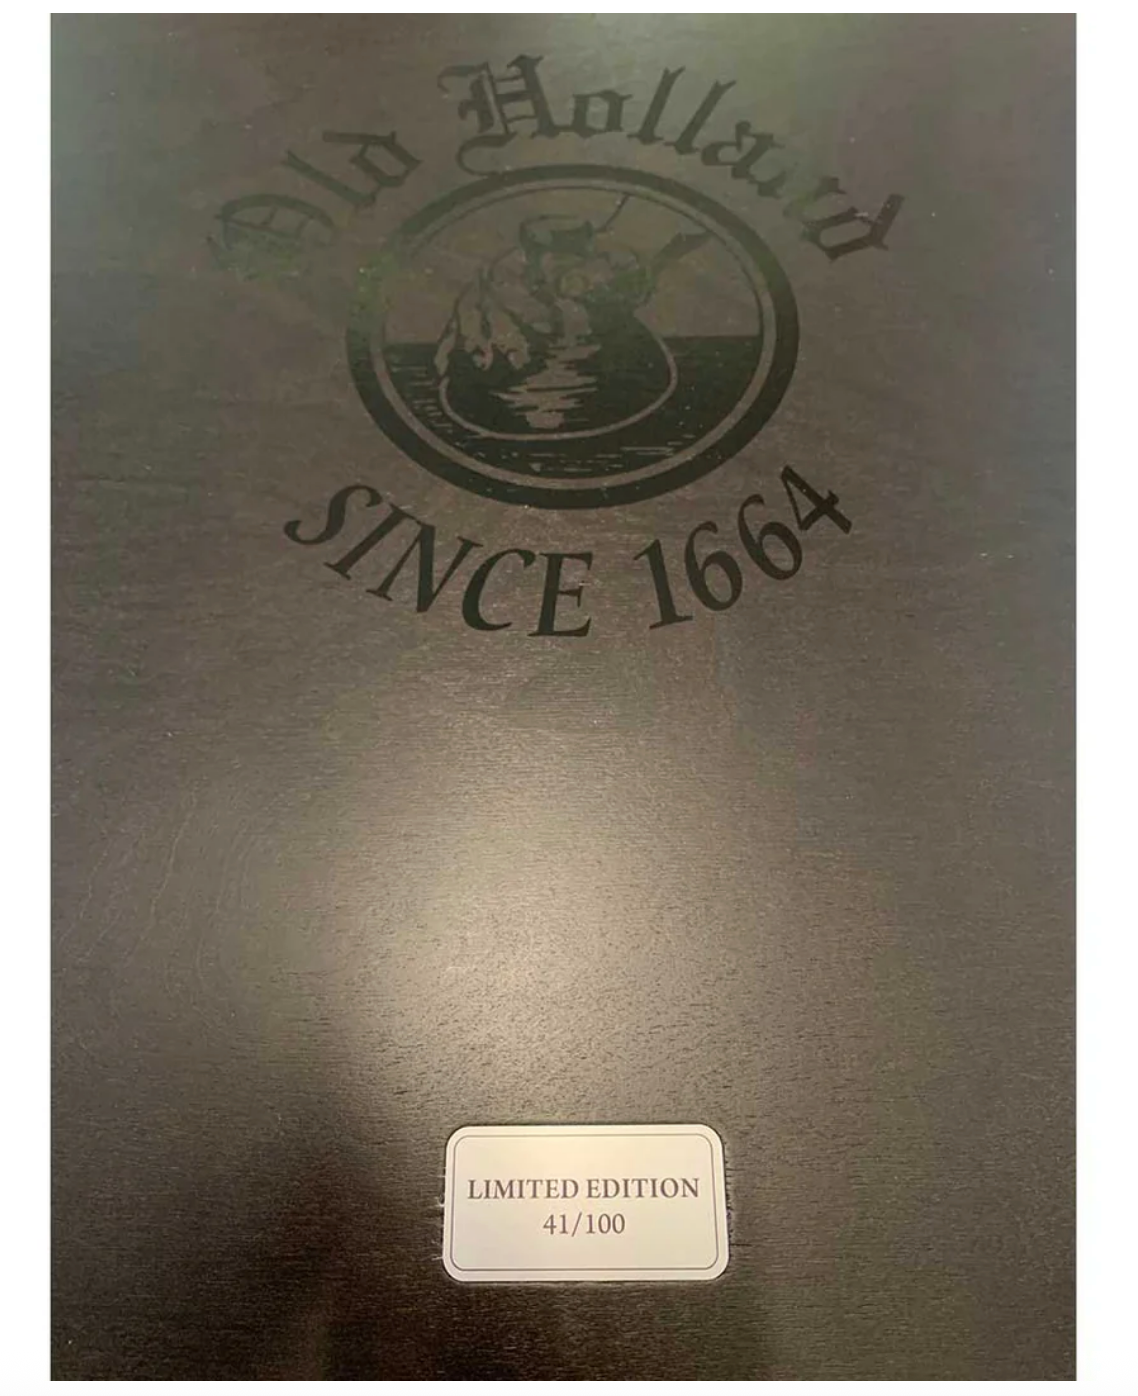 Old Holland
SINCE 1664
LIMITED EDITION
41/100